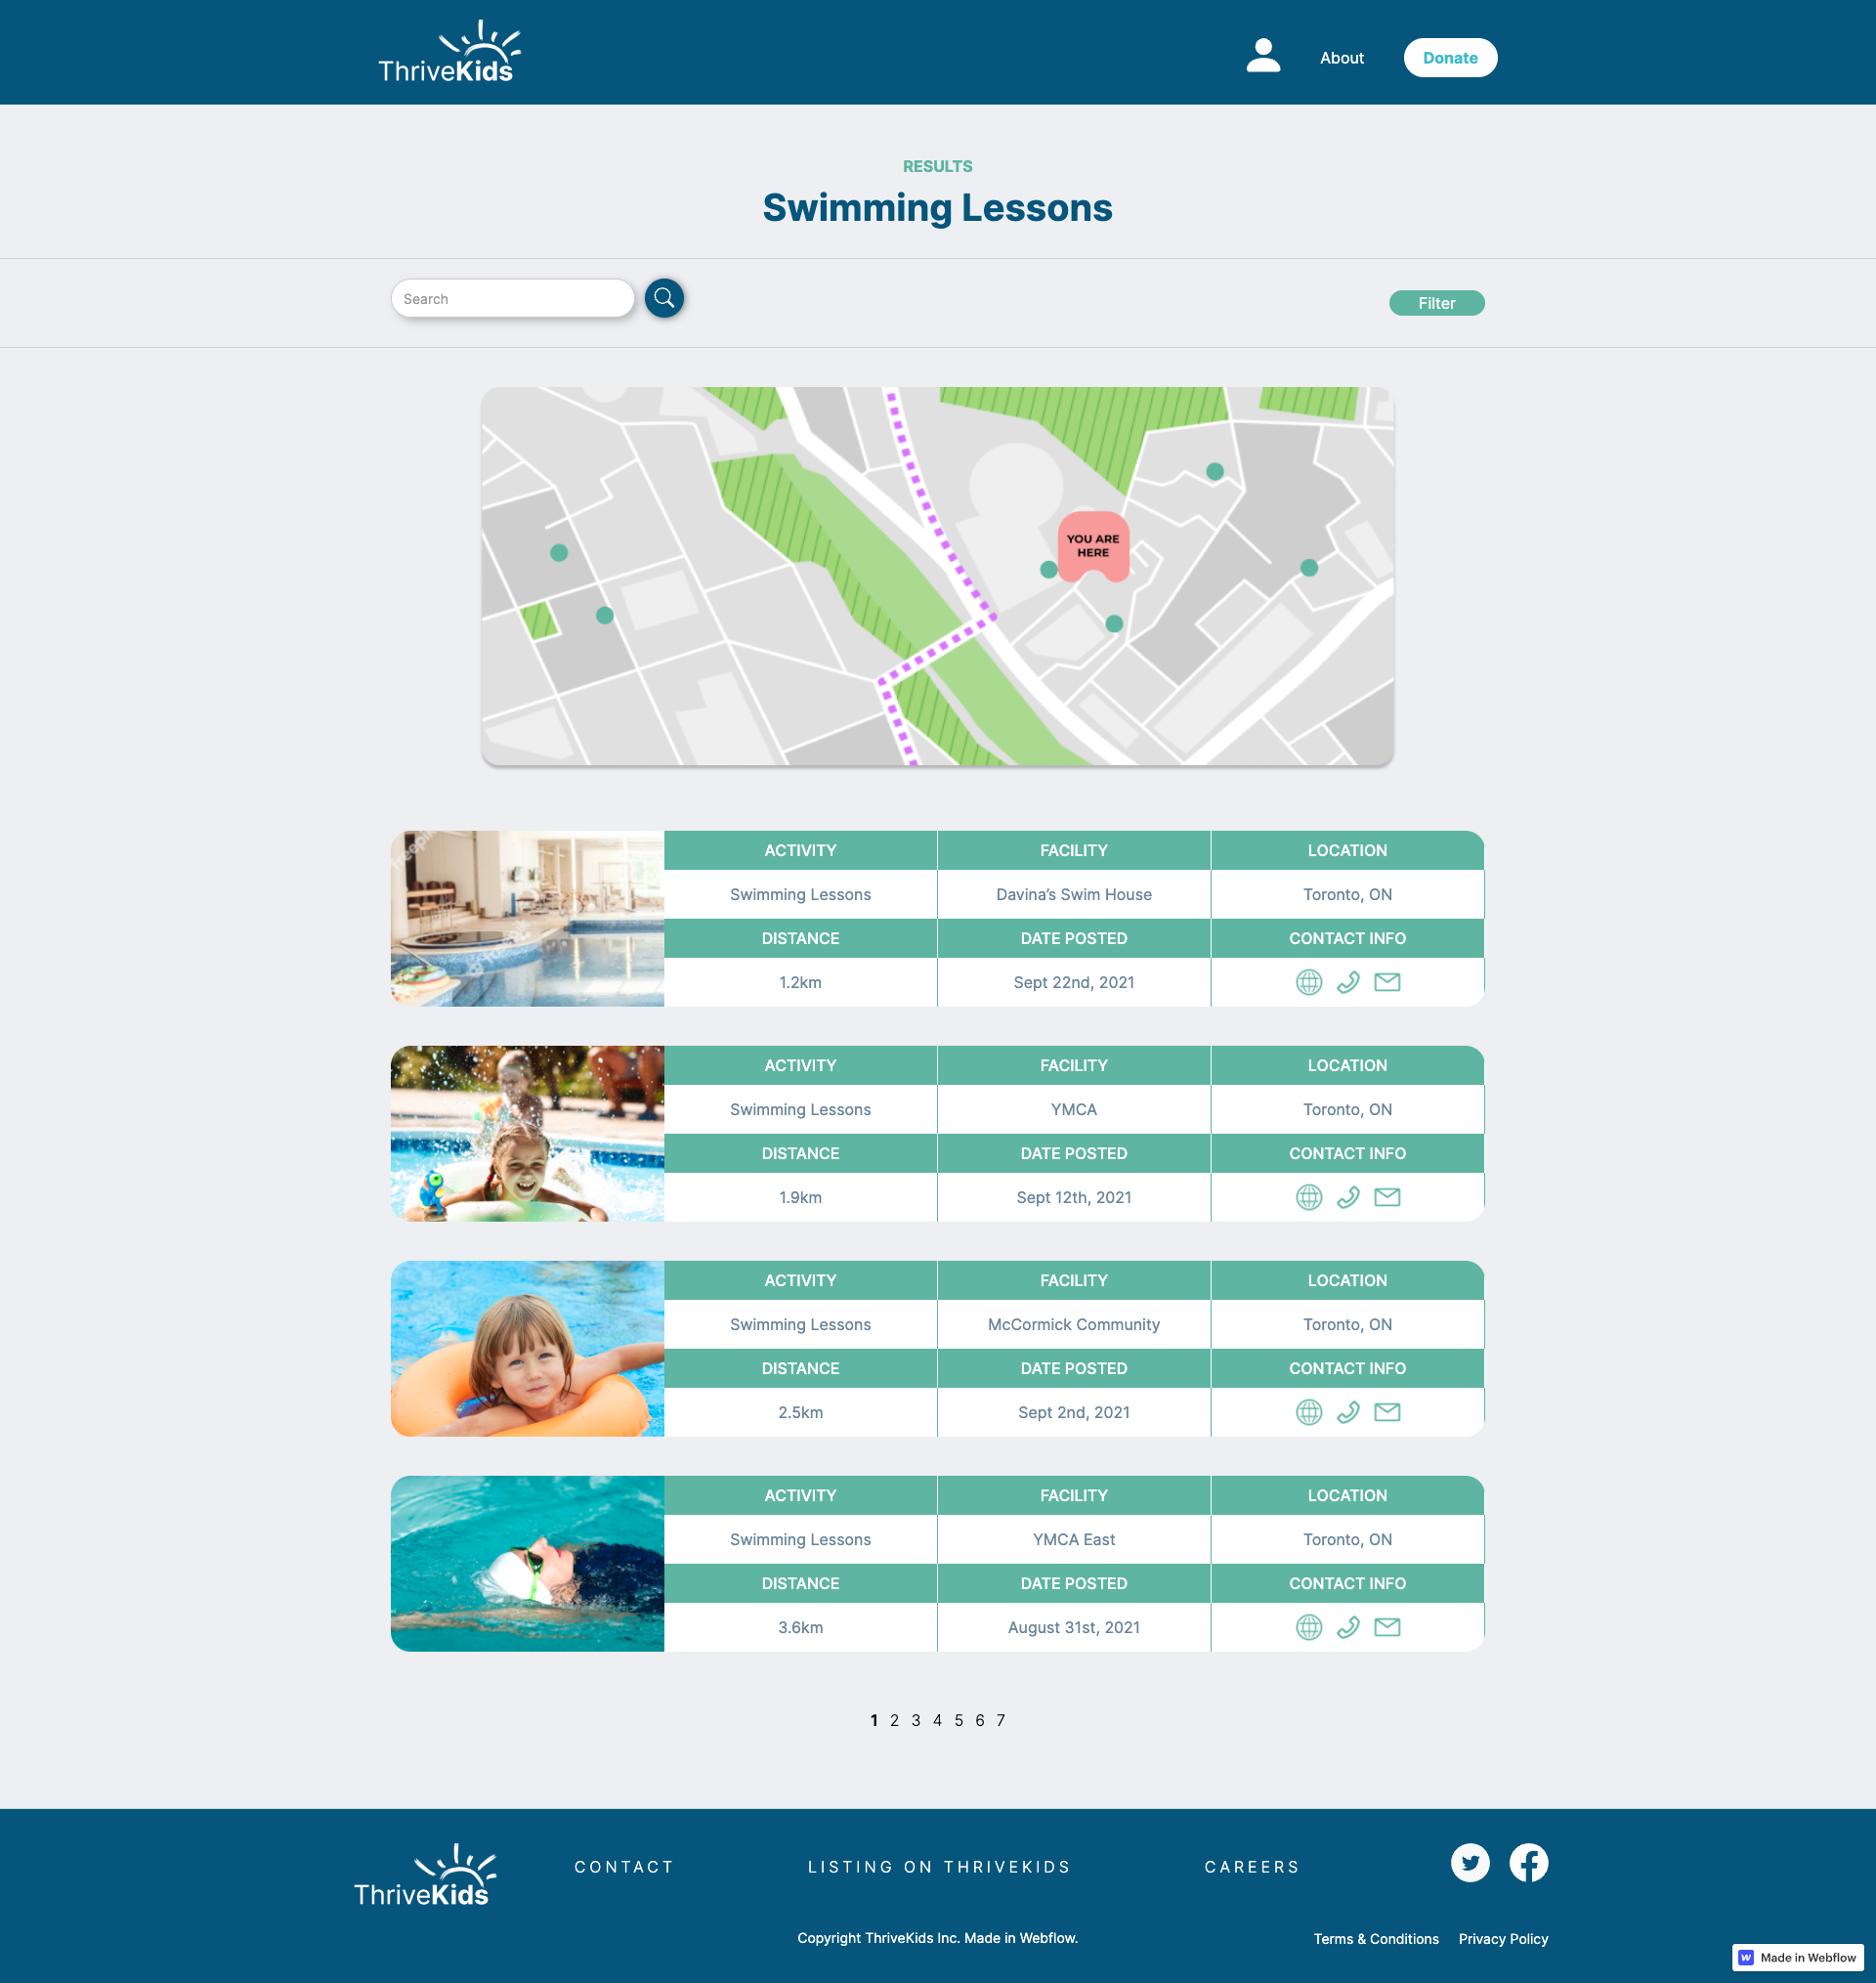 ThriveKids
About
Donate
RESULTS
Swimming Lessons
Search
Filter
YOU ARE
HERE
ACTIVITY FACILITY LOCATION
Swimming Lessons Davina’s Swim House Toronto, ON
DISTANCE DATE POSTED CONTACT INFO
1.2km Sept 22nd, 2021
ACTIVITY FACILITY LOCATION
Swimming Lessons YMCA Toronto, ON
DISTANCE DATE POSTED CONTACT INFO
1.9km Sept 12th, 2021
ACTIVITY FACILITY LOCATION
Swimming Lessons McCormick Community Toronto, ON
DISTANCE DATE POSTED CONTACT INFO
2.5km Sept 2nd, 2021
ACTIVITY FACILITY LOCATION
Swimming Lessons YMCA East Toronto, ON
DISTANCE DATE POSTED CONTACT INFO
3.6km August 31st, 2021
1 2 3 4 5 6 7
ThriveKids
CONTACT
LISTING ON THRIVEKIDS
CAREERS
Copyright ThriveKids Inc. Made in Webflow.
Terms & Conditions Privacy Policy
Made in Webflow